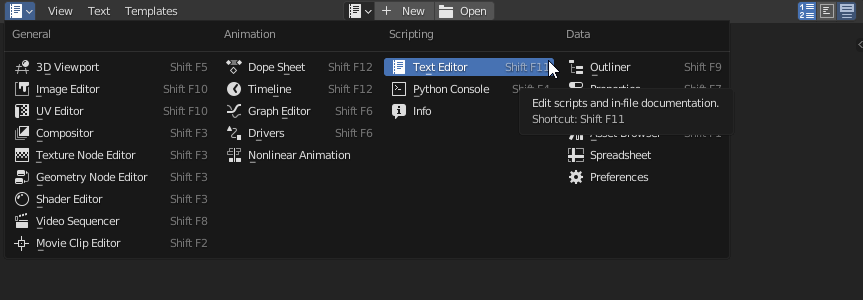 View Text Templates New Open
General Animation Scripting Data
3D Viewport Shift F5 Dope Sheet Shift F12 Text Editor Shift F11 Outliner Shift F9
Image Editor Shift F10 Timeline Shift F12 Python Console Shift F4 Properties Shift F7
UV Editor Shift F10 Graph Editor Shift F6 Info Edit scripts and in-file documentation.
Shortcut: Shift F11
Compositor Shift F3 Drivers Shift F6 Asset Browser Shift F1
Texture Node Editor Shift F3 Nonlinear Animation Spreadsheet
Geometry Node Editor Shift F3 Preferences
Shader Editor Shift F3
Video Sequencer Shift F8
Movie Clip Editor Shift F2